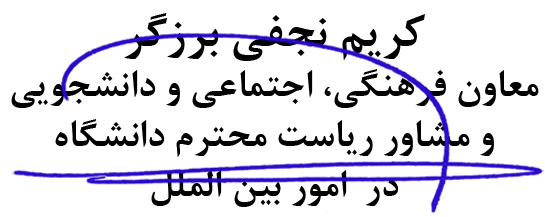 کریم نجفی برزگر
معاون فرهنگی، اجتماعی و دانشجویی
و مشاور ریاست محترم دانشگاه
در امور بین الملل